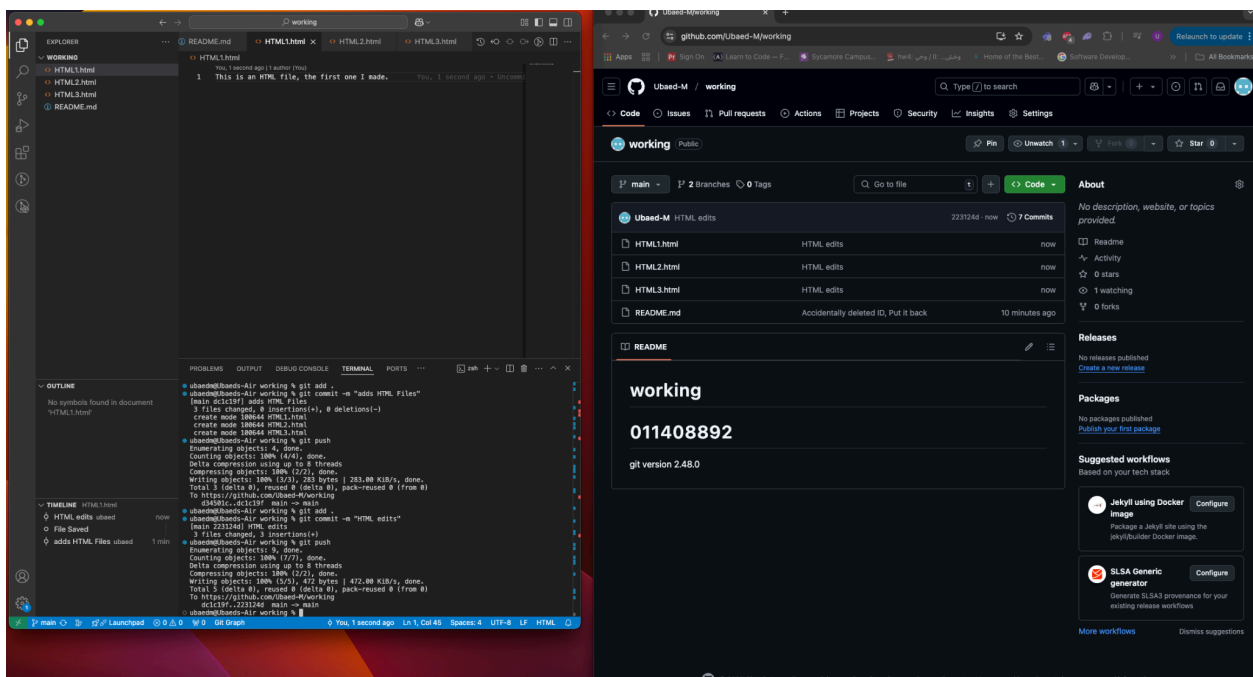 working
EXPLORER
README.md
HTML1.html
HTML2.html
HTML3.html
WORKING
HTML1.html
HTML2.html
HTML3.html
README.md
HTML1.html
You, 1 second ago | 1 author (You)
1 This is an HTML file, the first one I made. You, 1 second ago • Uncomm
PROBLEMS OUTPUT DEBUG CONSOLE TERMINAL PORTS ...
zsh
OUTLINE
No symbols found in document
'HTML1.html'
TIMELINE HTML1.html
HTML edits ubaed now
File Saved
adds HTML Files ubaed 1 min
ubaedm@Ubaeds-Air working % git add .
ubaedm@Ubaeds-Air working % git commit -m "adds HTML Files"
[main dc1c19f] adds HTML Files
3 files changed, 0 insertions(+), 0 deletions(-)
create mode 100644 HTML1.html
create mode 100644 HTML2.html
create mode 100644 HTML3.html
ubaedm@Ubaeds-Air working % git push
Enumerating objects: 4, done.
Counting objects: 100% (4/4), done.
Delta compression using up to 8 threads
Compressing objects: 100% (2/2), done.
Writing objects: 100% (3/3), 283 bytes | 283.00 KiB/s, done.
Total 3 (delta 0), reused 0 (delta 0), pack-reused 0 (from 0)
To https://github.com/Ubaed-M/working
d34501c..dc1c19f main -> main
ubaedm@Ubaeds-Air working % git add .
ubaedm@Ubaeds-Air working % git commit -m "HTML edits"
[main 223124d] HTML edits
3 files changed, 3 insertions(+)
ubaedm@Ubaeds-Air working % git push
Enumerating objects: 9, done.
Counting objects: 100% (7/7), done.
Delta compression using up to 8 threads
Compressing objects: 100% (2/2), done.
Writing objects: 100% (5/5), 472 bytes | 472.00 KiB/s, done.
Total 5 (delta 0), reused 0 (delta 0), pack-reused 0 (from 0)
To https://github.com/Ubaed-M/working
dc1c19f..223124d main -> main
ubaedm@Ubaeds-Air working %
main Launchpad 0 0 0 Git Graph You, 1 second ago Ln 1, Col 45 Spaces: 4 UTF-8 LF HTML
Ubaed-M/working
github.com/Ubaed-M/working
Relaunch to update
Apps Sign On Learn to Code – F... Sycamore Campus... Home of the Best... Software Develop... All Bookmarks
Ubaed-M / working
Type / to search
Code Issues Pull requests Actions Projects Security Insights Settings
working Public
Pin Unwatch 1 Fork 0 Star 0
main 2 Branches 0 Tags
Go to file t
Code
Ubaed-M HTML edits 223124d · now 7 Commits
HTML1.html HTML edits now
HTML2.html HTML edits now
HTML3.html HTML edits now
README.md Accidentally deleted ID, Put it back 10 minutes ago
README
working
011408892
git version 2.48.0
About
No description, website, or topics
provided.
Readme
Activity
0 stars
1 watching
0 forks
Releases
No releases published
Create a new release
Packages
No packages published
Publish your first package
Suggested workflows
Based on your tech stack
Jekyll using Docker
image
Configure
Package a Jekyll site using the
jekyll/builder Docker image.
SLSA Generic
generator
Configure
Generate SLSA3 provenance for your
existing release workflows
More workflows Dismiss suggestions